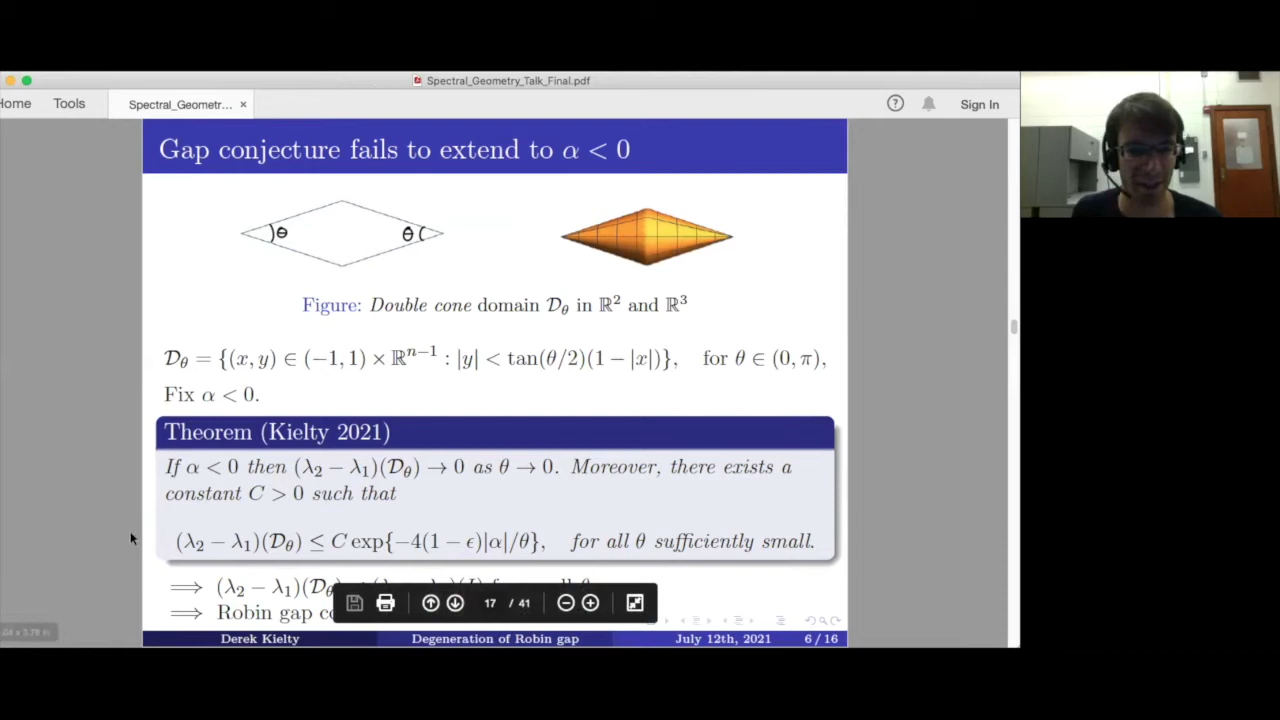 Spectral_Geometry_Talk_Final.pdf
Home Tools Spectral_Geometr... × ? Sign In
Gap conjecture fails to extend to α < 0
)θ θ(
Figure: Double cone domain 𝒟_θ in ℝ² and ℝ³
𝒟_θ = {(x, y) ∈ (−1, 1) × ℝⁿ⁻¹ : |y| < tan(θ/2)(1 − |x|)}, for θ ∈ (0, π),
Fix α < 0.
Theorem (Kielty 2021)
If α < 0 then (λ₂ − λ₁)(𝒟_θ) → 0 as θ → 0. Moreover, there exists a
constant C > 0 such that
(λ₂ − λ₁)(𝒟_θ) ≤ C exp{−4(1 − ϵ)|α|/θ}, for all θ sufficiently small.
⟹ (λ₂ − λ₁)(𝒟_θ)
⟹ Robin gap
17 / 41
Derek Kielty Degeneration of Robin gap July 12th, 2021 6 / 16